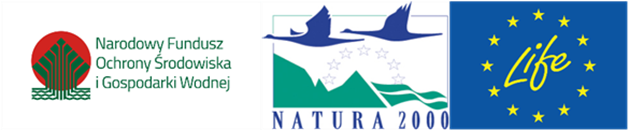 Narodowy Fundusz
Ochrony Środowiska
i Gospodarki Wodnej
NATURA 2000
Life